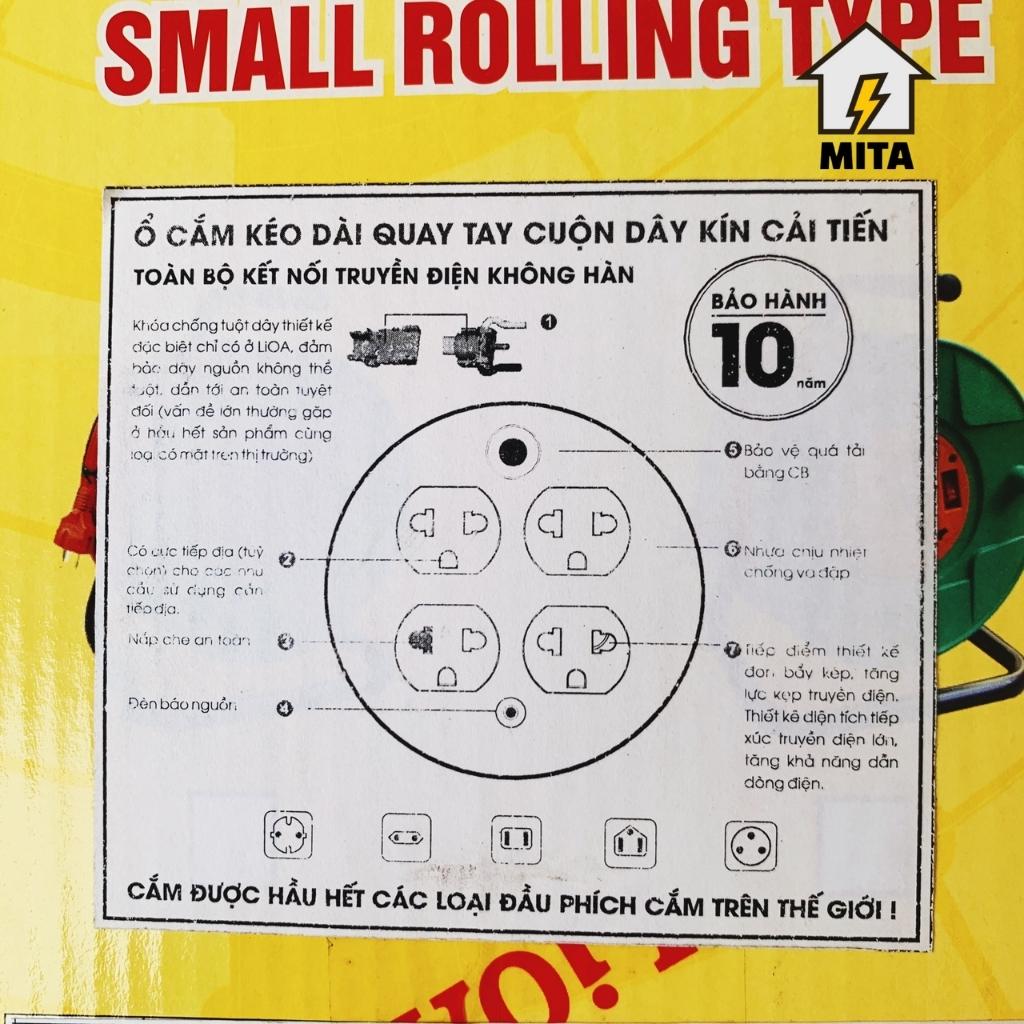 SMALL ROLLING TYPE
MITA
Ổ CẮM KÉO DÀI QUAY TAY CUỘN DÂY KÍN CẢI TIẾN
TOÀN BỘ KẾT NỐI TRUYỀN ĐIỆN KHÔNG HÀN
BẢO HÀNH
10
năm
Khóa chống tuột dây thiết kế
đặc biệt chỉ có ở LiOA, đảm
bảo dây nguồn không thể
tuột, dẫn tới an toàn tuyệt
đối (vấn đề lớn thường gặp
ở hầu hết sản phẩm cùng
loại có mặt trên thị trường)
1
5 Bảo vệ quá tải
bằng CB
Có cực tiếp địa (tuỳ
chọn) cho các nhu
cầu sử dụng cần
tiếp địa.
2
6 Nhựa chịu nhiệt
chống va đập
Nắp che an toàn
3
7 Tiếp điểm thiết kế
đơn, bẩy kép, tăng
lực kẹp truyền điện.
Thiết kế diện tích tiếp
xúc truyền điện lớn,
tăng khả năng dẫn
dòng điện.
Đèn báo nguồn
4
CẮM ĐƯỢC HẦU HẾT CÁC LOẠI ĐẦU PHÍCH CẮM TRÊN THẾ GIỚI !